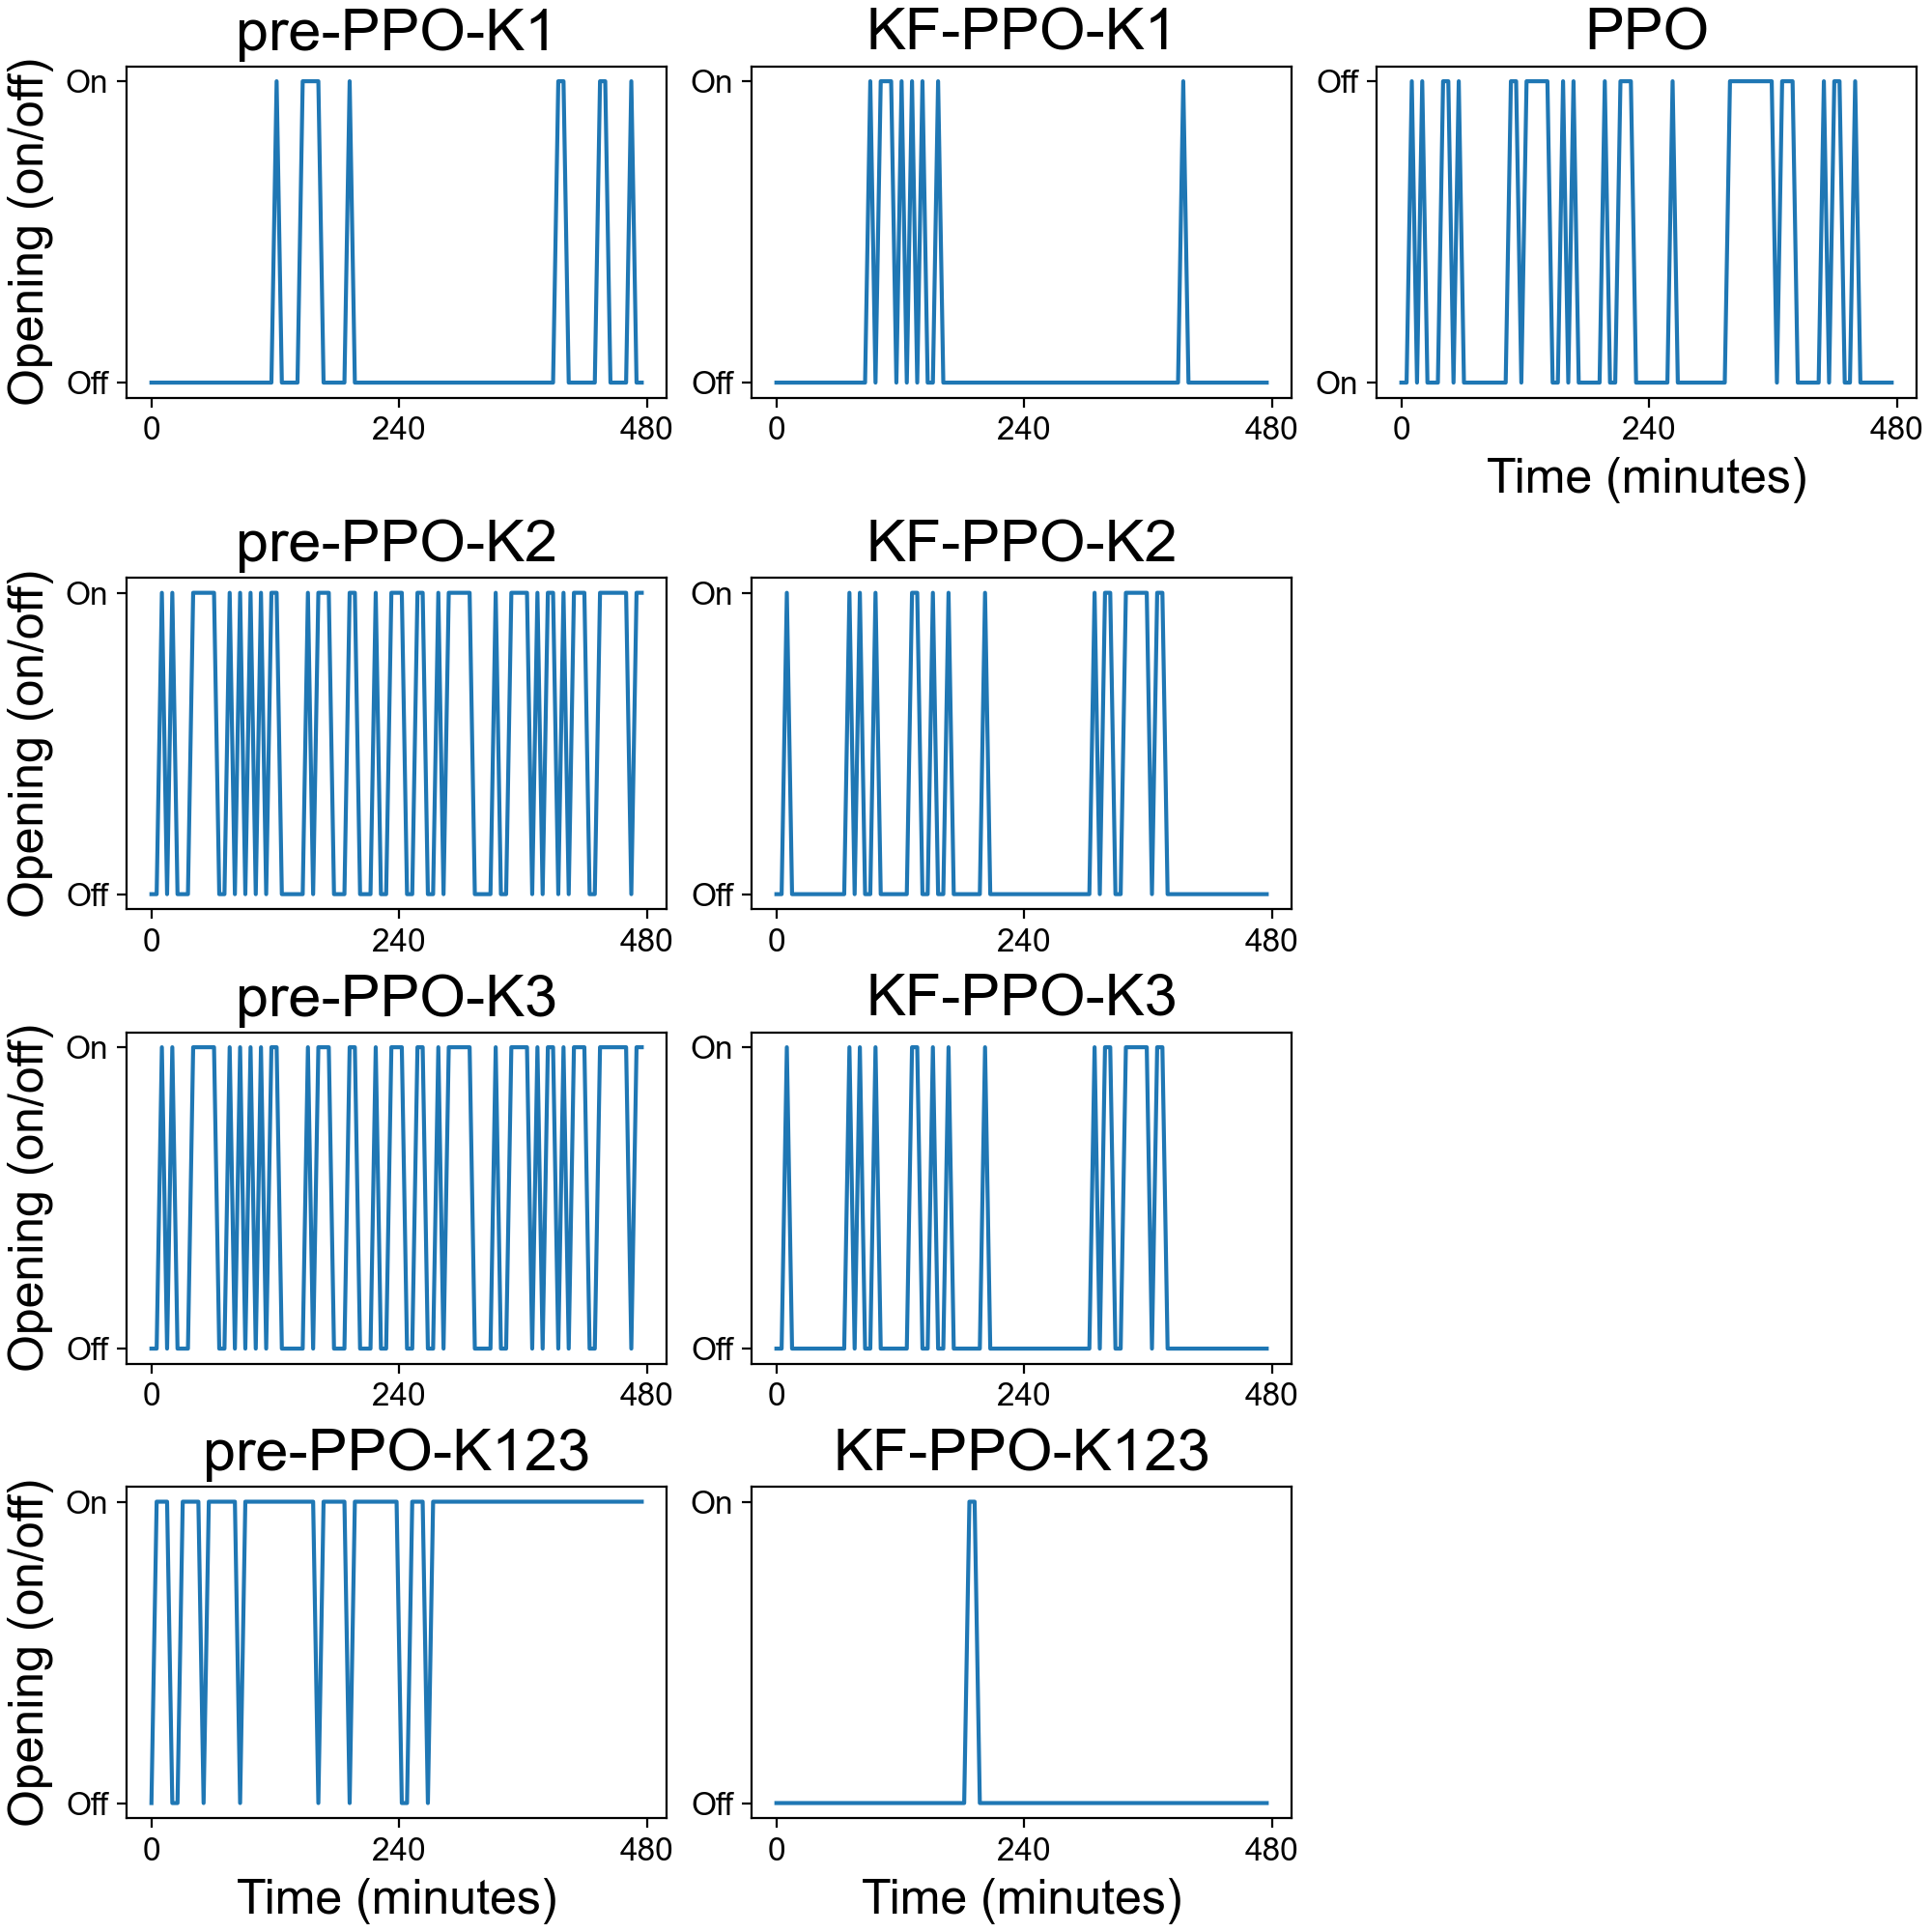 pre-PPO-K1
KF-PPO-K1
PPO
Opening (on/off)
On
Off
0 240 480
On
Off
0 240 480
Off
On
0 240 480
Time (minutes)
pre-PPO-K2
KF-PPO-K2
Opening (on/off)
On
Off
0 240 480
On
Off
0 240 480
pre-PPO-K3
KF-PPO-K3
Opening (on/off)
On
Off
0 240 480
On
Off
0 240 480
pre-PPO-K123
KF-PPO-K123
Opening (on/off)
On
Off
0 240 480
Time (minutes)
On
Off
0 240 480
Time (minutes)